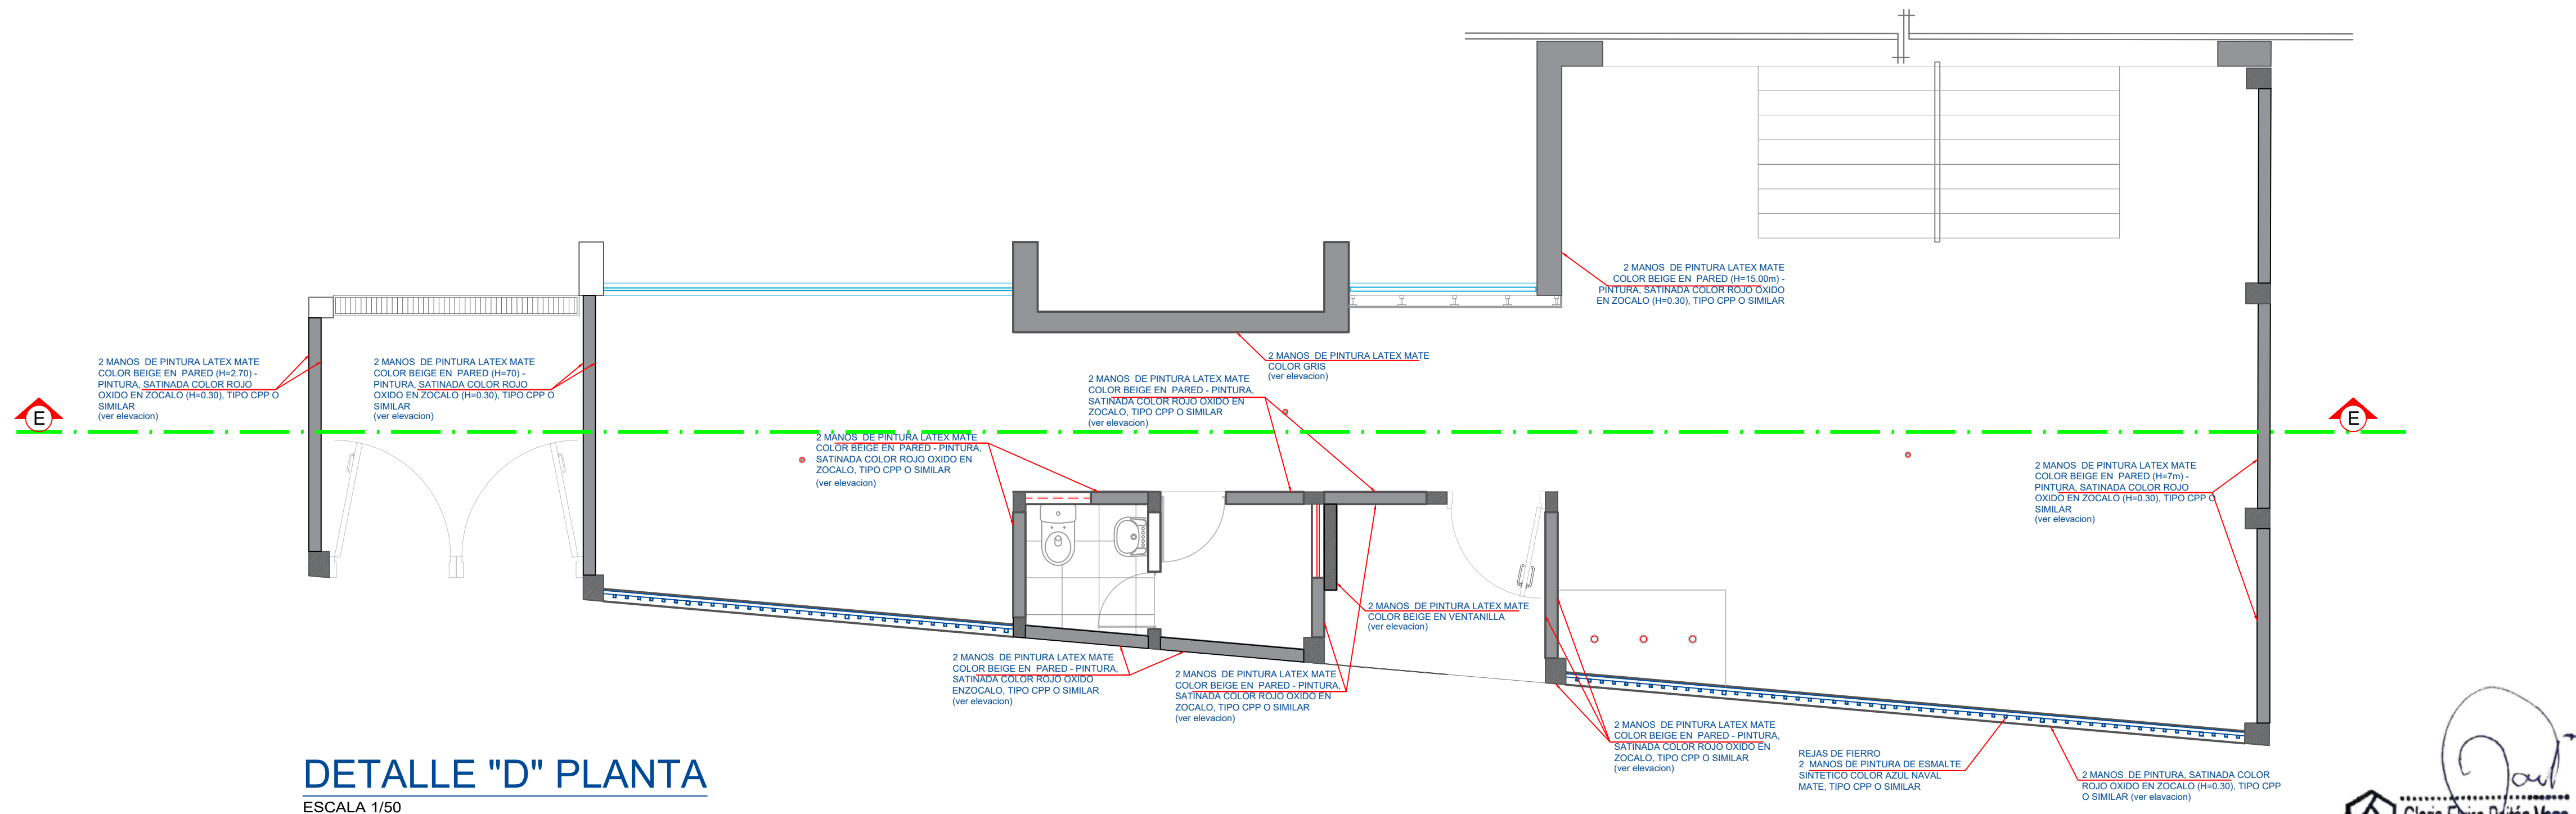 2 MANOS DE PINTURA LATEX MATE
COLOR BEIGE EN PARED (H=15.00m) -
PINTURA, SATINADA COLOR ROJO OXIDO
EN ZOCALO (H=0.30), TIPO CPP O SIMILAR
2 MANOS DE PINTURA LATEX MATE
COLOR BEIGE EN PARED (H=2.70) -
PINTURA, SATINADA COLOR ROJO
OXIDO EN ZOCALO (H=0.30), TIPO CPP O
SIMILAR
(ver elevacion)
2 MANOS DE PINTURA LATEX MATE
COLOR BEIGE EN PARED (H=70) -
PINTURA, SATINADA COLOR ROJO
OXIDO EN ZOCALO (H=0.30), TIPO CPP O
SIMILAR
(ver elevacion)
2 MANOS DE PINTURA LATEX MATE
COLOR GRIS
(ver elevacion)
2 MANOS DE PINTURA LATEX MATE
COLOR BEIGE EN PARED - PINTURA,
SATINADA COLOR ROJO OXIDO EN
ZOCALO, TIPO CPP O SIMILAR
(ver elevacion)
E
E
2 MANOS DE PINTURA LATEX MATE
COLOR BEIGE EN PARED - PINTURA,
SATINADA COLOR ROJO OXIDO EN
ZOCALO, TIPO CPP O SIMILAR
(ver elevacion)
2 MANOS DE PINTURA LATEX MATE
COLOR BEIGE EN PARED (H=7m) -
PINTURA, SATINADA COLOR ROJO
OXIDO EN ZOCALO (H=0.30), TIPO CPP O
SIMILAR
(ver elevacion)
2 MANOS DE PINTURA LATEX MATE
COLOR BEIGE EN VENTANILLA
(ver elevacion)
2 MANOS DE PINTURA LATEX MATE
COLOR BEIGE EN PARED - PINTURA,
SATINADA COLOR ROJO OXIDO
ENZOCALO, TIPO CPP O SIMILAR
(ver elevacion)
2 MANOS DE PINTURA LATEX MATE
COLOR BEIGE EN PARED - PINTURA,
SATINADA COLOR ROJO OXIDO EN
ZOCALO, TIPO CPP O SIMILAR
(ver elevacion)
2 MANOS DE PINTURA LATEX MATE
COLOR BEIGE EN PARED - PINTURA,
SATINADA COLOR ROJO OXIDO EN
ZOCALO, TIPO CPP O SIMILAR
(ver elevacion)
REJAS DE FIERRO
2 MANOS DE PINTURA DE ESMALTE
SINTETICO COLOR AZUL NAVAL
MATE, TIPO CPP O SIMILAR
2 MANOS DE PINTURA, SATINADA COLOR
ROJO OXIDO EN ZOCALO (H=0.30), TIPO CPP
O SIMILAR (ver elavacion)
DETALLE "D" PLANTA
ESCALA 1/50